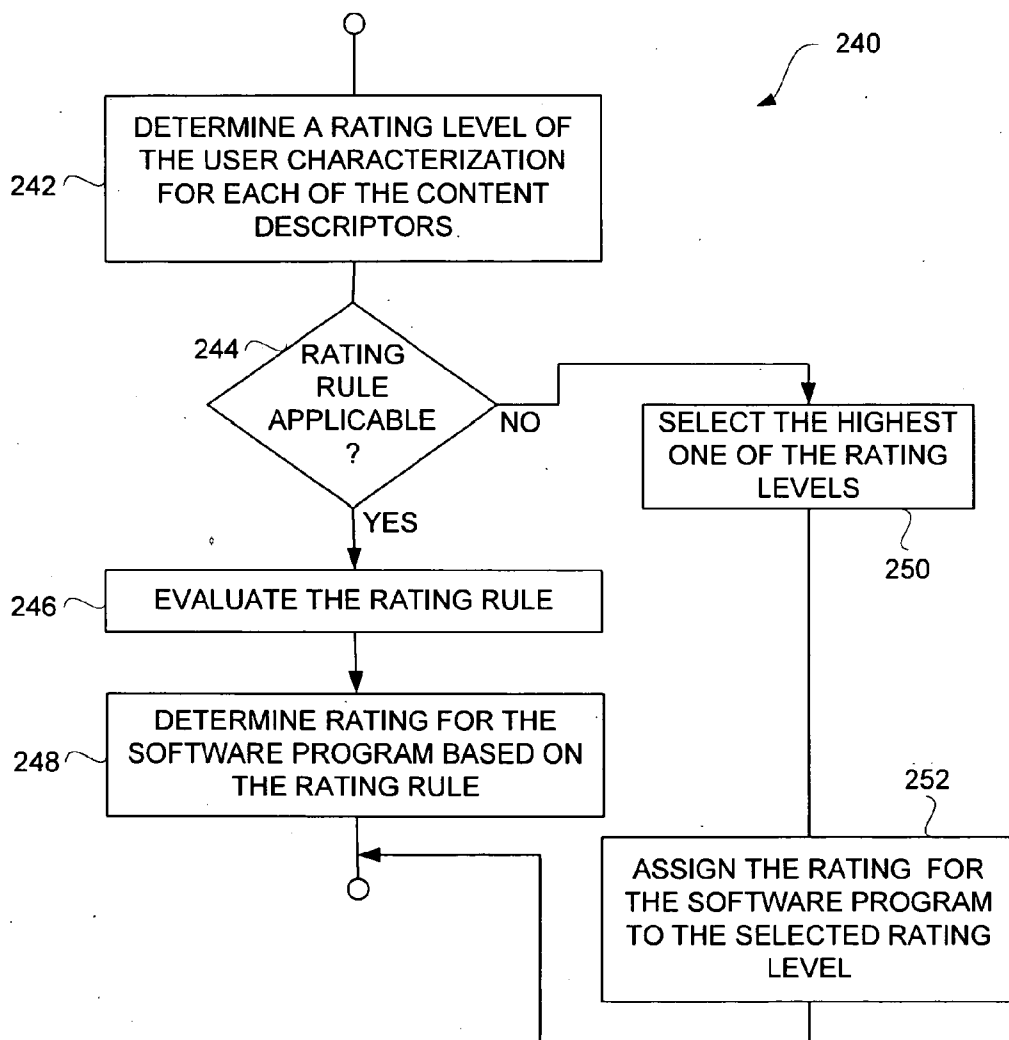 240
DETERMINE A RATING LEVEL OF
THE USER CHARACTERIZATION
FOR EACH OF THE CONTENT
DESCRIPTORS
242
244
RATING
RULE
APPLICABLE
?
NO
YES
SELECT THE HIGHEST
ONE OF THE RATING
LEVELS
250
246
EVALUATE THE RATING RULE
248
DETERMINE RATING FOR THE
SOFTWARE PROGRAM BASED ON
THE RATING RULE
252
ASSIGN THE RATING FOR
THE SOFTWARE PROGRAM
TO THE SELECTED RATING
LEVEL